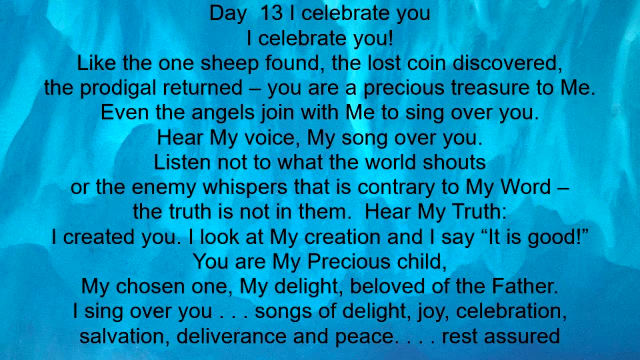 Day  13 I celebrate you
I celebrate you!
Like the one sheep found, the lost coin discovered,
the prodigal returned – you are a precious treasure to Me.
Even the angels join with Me to sing over you.
Hear My voice, My song over you.
Listen not to what the world shouts
or the enemy whispers that is contrary to My Word –
the truth is not in them.  Hear My Truth:
I created you. I look at My creation and I say “It is good!”
You are My Precious child,
My chosen one, My delight, beloved of the Father.
I sing over you . . . songs of delight, joy, celebration,
salvation, deliverance and peace. . . . rest assured